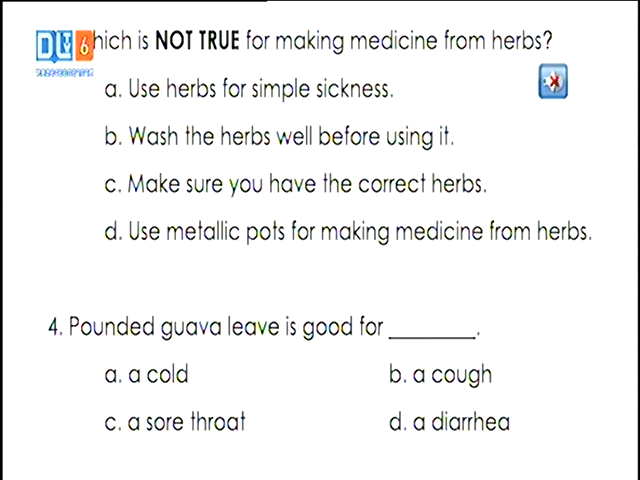 DLTV 6
hich is NOT TRUE for making medicine from herbs?
a. Use herbs for simple sickness.
b. Wash the herbs well before using it.
c. Make sure you have the correct herbs.
d. Use metallic pots for making medicine from herbs.
4. Pounded guava leave is good for ________.
a. a cold b. a cough
c. a sore throat d. a diarrhea